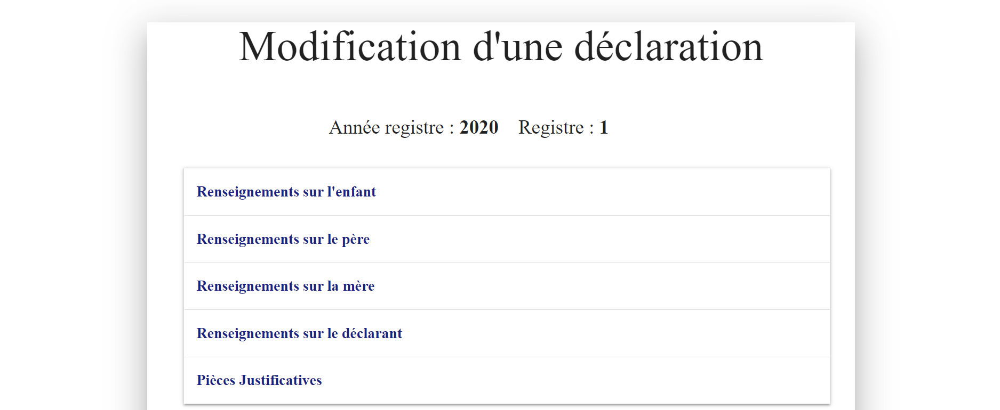 Modification d'une déclaration
Année registre : 2020 Registre : 1
Renseignements sur l'enfant
Renseignements sur le père
Renseignements sur la mère
Renseignements sur le déclarant
Pièces Justificatives